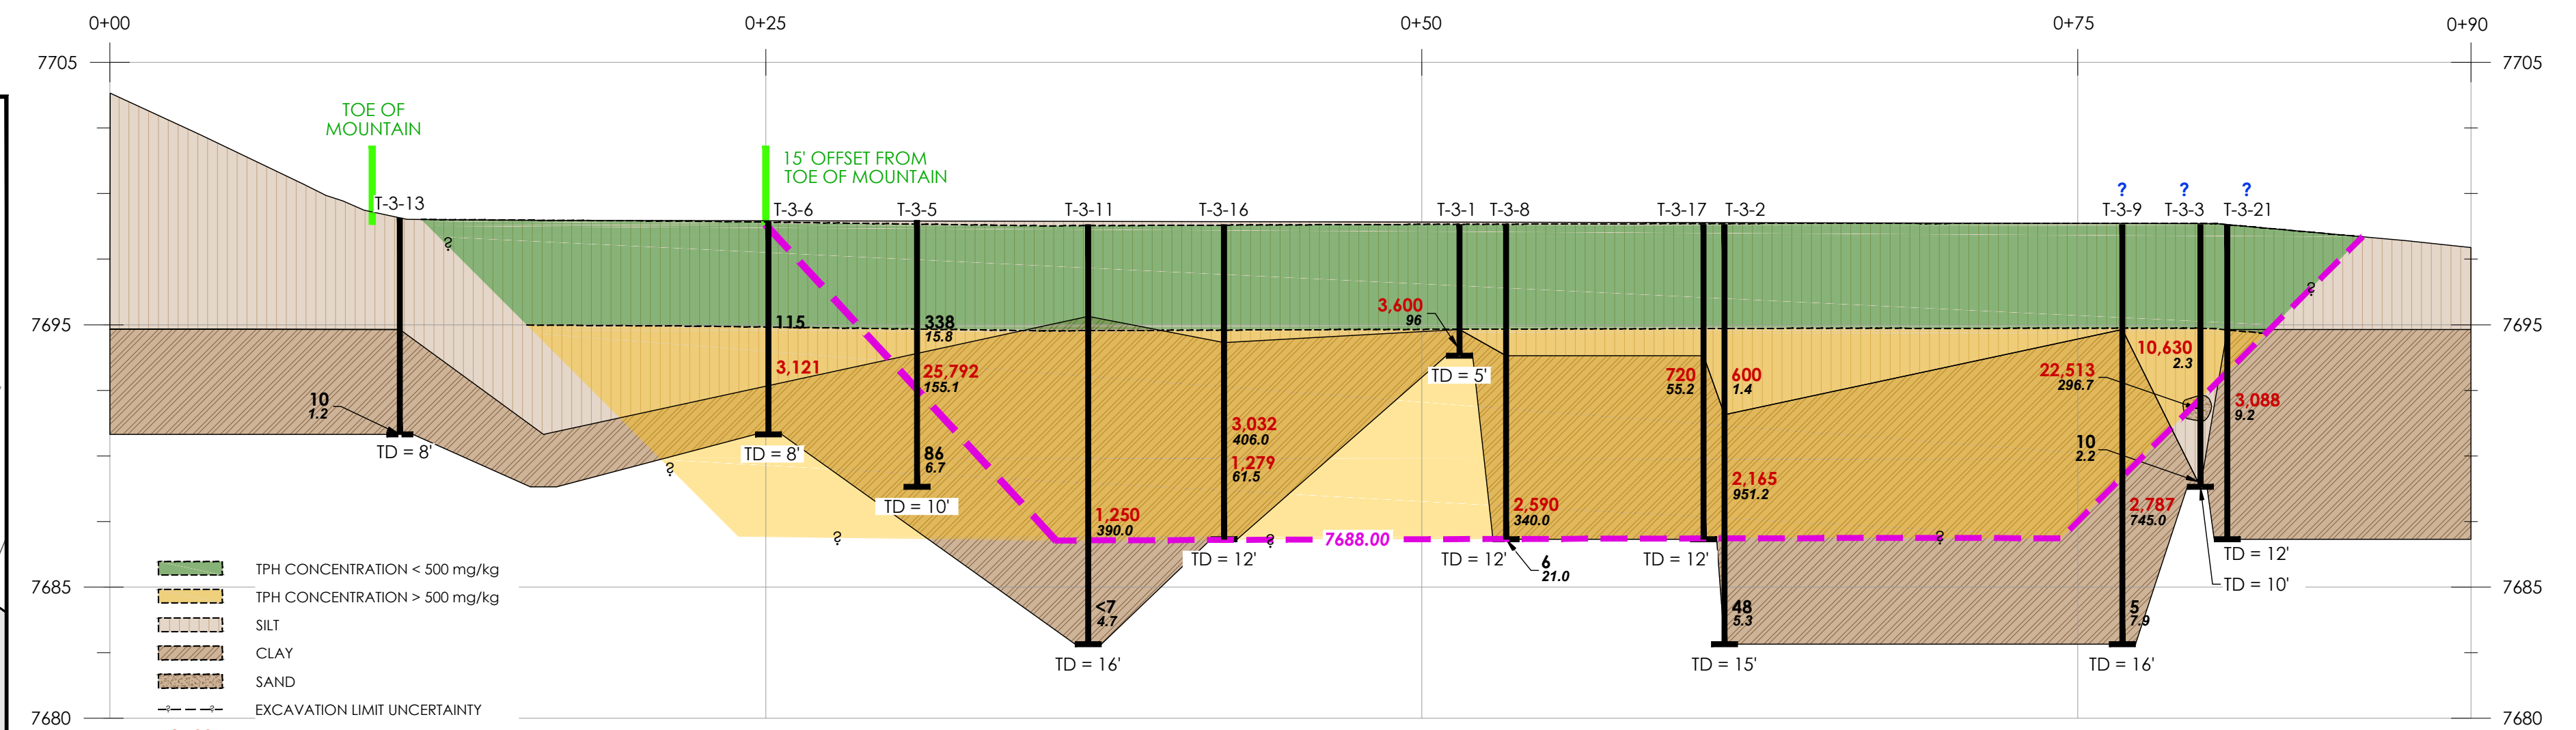 0+00
0+25
0+50
0+75
0+90
7705
7705
TOE OF
MOUNTAIN
15' OFFSET FROM
TOE OF MOUNTAIN
? ? ?
T-3-13
T-3-6
T-3-5
T-3-11
T-3-16
T-3-1
T-3-8
T-3-17
T-3-2
T-3-9
T-3-3
T-3-21
?
?
7695
7695
115
338
15.8
3,600
96
3,121
25,792
155.1
TD = 5'
720
55.2
600
1.4
22,513
296.7
10,630
2.3
3,088
9.2
10
1.2
TD = 8'
TD = 8'
86
6.7
TD = 10'
3,032
406.0
1,279
61.5
2,165
951.2
10
2.2
?
1,250
390.0
2,590
340.0
2,787
745.0
?
?
7688.00
?
TD = 12'
TD = 12'
6
21.0
TD = 12'
TD = 12'
TD = 10'
7685
7685
<7
4.7
48
5.3
5
7.9
TD = 16'
TD = 15'
TD = 16'
TPH CONCENTRATION < 500 mg/kg
TPH CONCENTRATION > 500 mg/kg
SILT
CLAY
SAND
? ? EXCAVATION LIMIT UNCERTAINTY
7680
7680